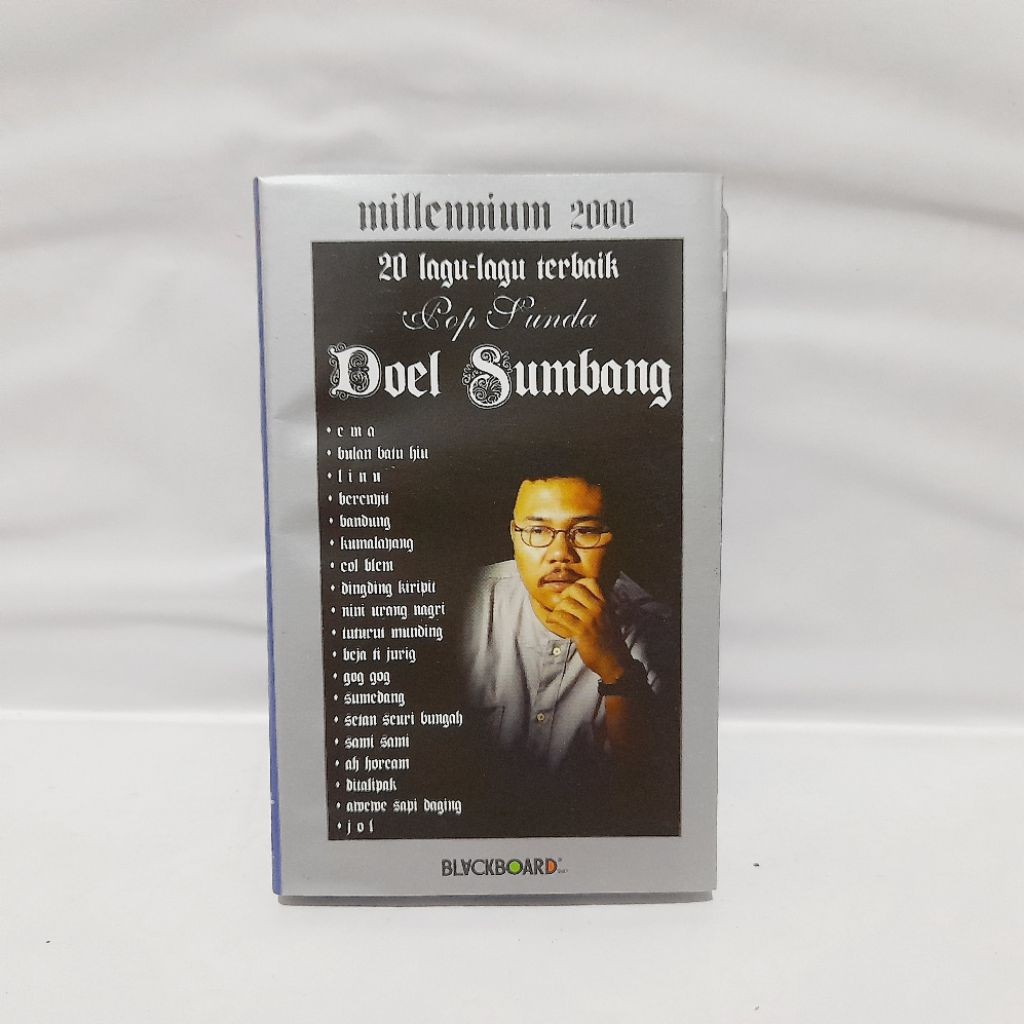 millennium 2000
20 lagu-lagu terbaik
Pop Sunda
Doel Sumbang
• e m a
• bulan batu hiu
• l i n u
• berenyit
• bandung
• kumalayang
• col blem
• dingding kiripit
• nini urang nagri
• tuturut munding
• beja ti jurig
• gog gog
• sumedang
• setan seuri bungah
• sami sami
• ah hoream
• ditalipak
• awewe sapi daging
• j o l
BLACKBOARD